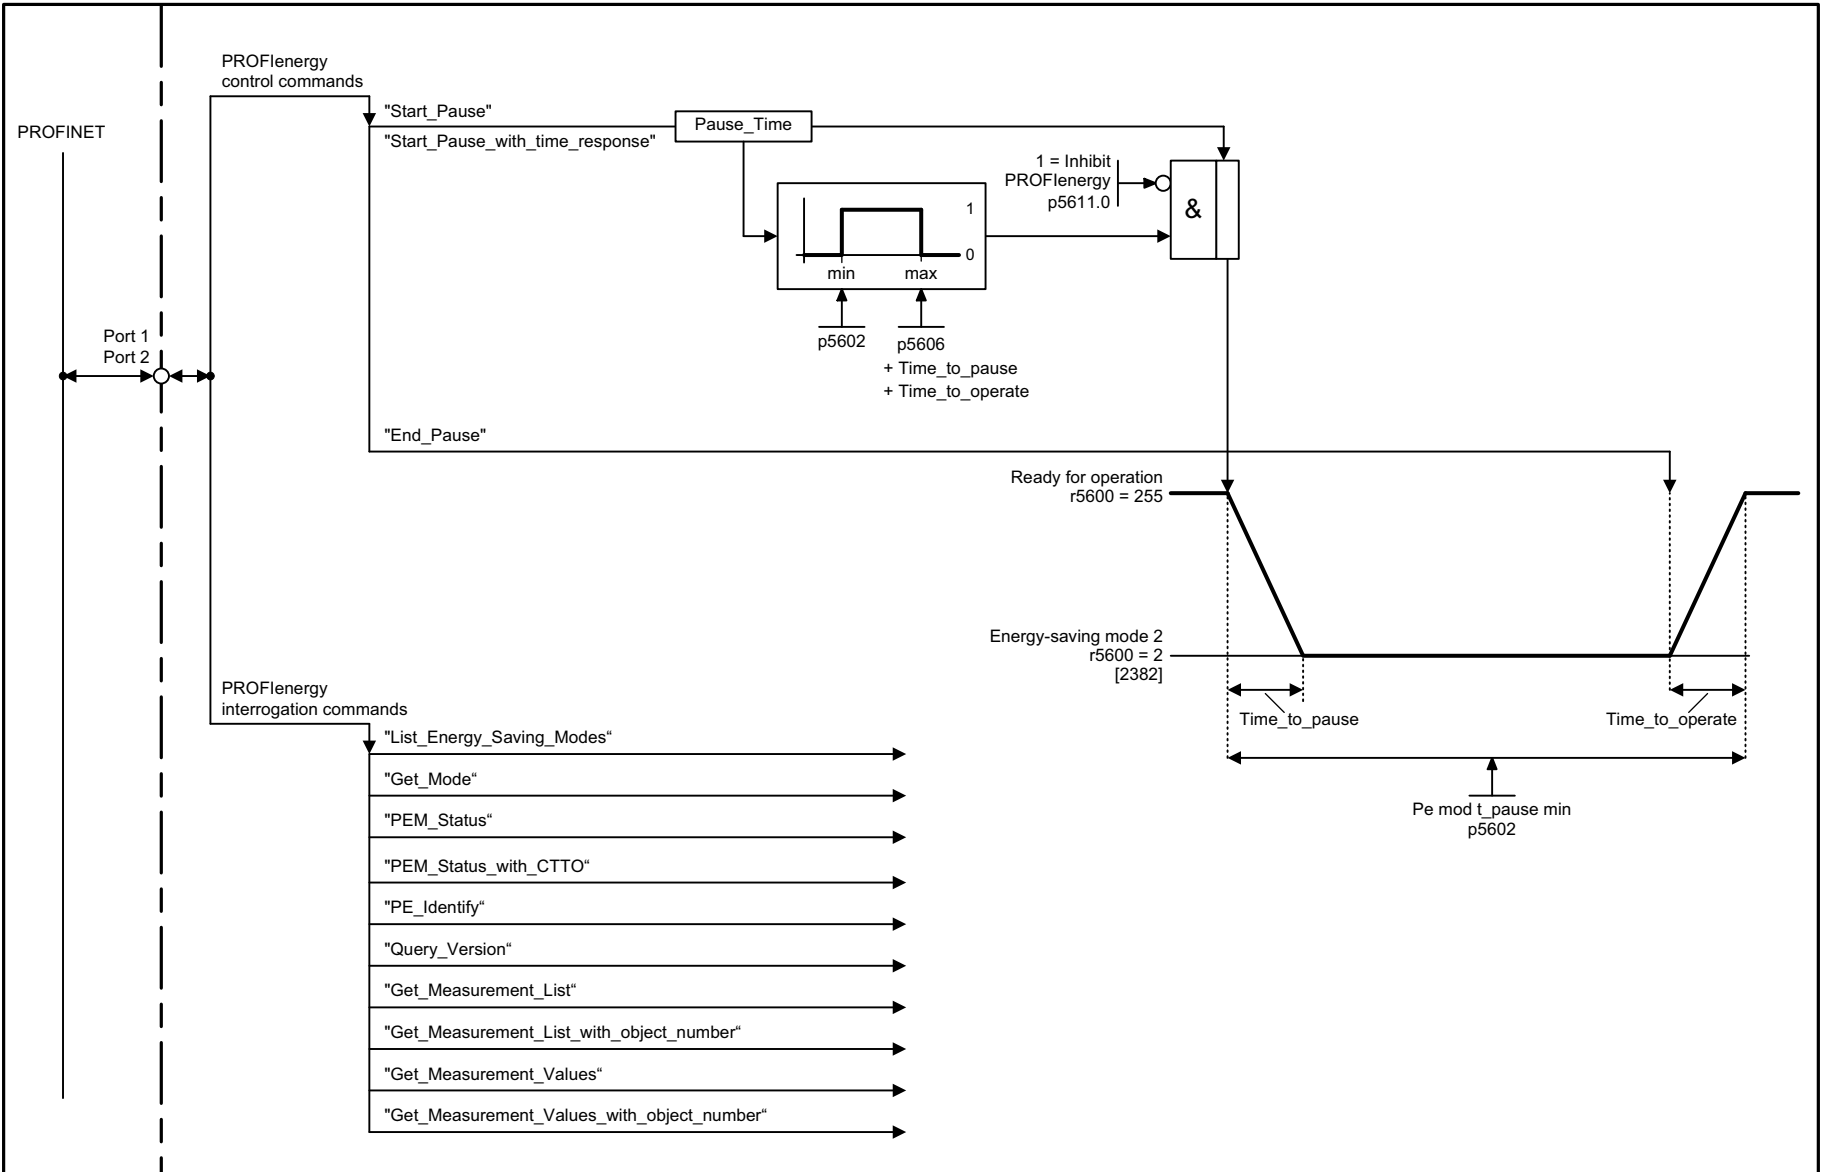 PROFINET
Port 1
Port 2
PROFIenergy
control commands
"Start_Pause"
"Start_Pause_with_time_response"
Pause_Time
1 = Inhibit
PROFIenergy
p5611.0
&
1
0
min max
p5602
p5606
+ Time_to_pause
+ Time_to_operate
"End_Pause"
Ready for operation
r5600 = 255
Energy-saving mode 2
r5600 = 2
[2382]
Time_to_pause
Time_to_operate
Pe mod t_pause min
p5602
PROFIenergy
interrogation commands
"List_Energy_Saving_Modes“
"Get_Mode“
"PEM_Status“
"PEM_Status_with_CTTO“
"PE_Identify“
"Query_Version“
"Get_Measurement_List“
"Get_Measurement_List_with_object_number“
"Get_Measurement_Values“
"Get_Measurement_Values_with_object_number“